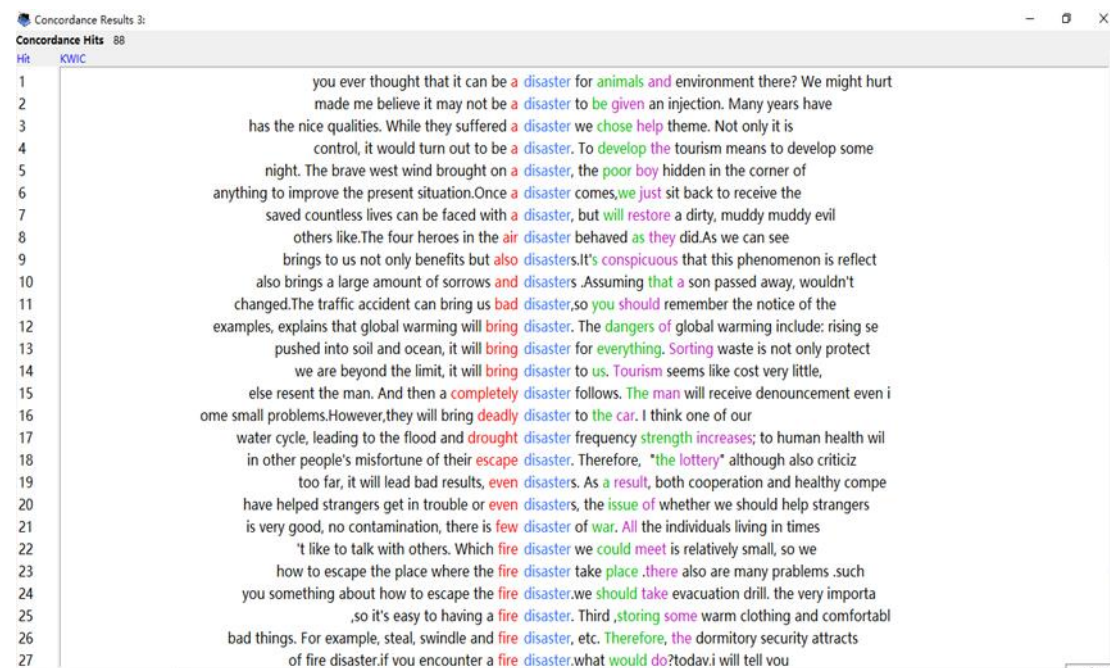 Concordance Results 3:
Concordance Hits 88
Hit KWIC
1 you ever thought that it can be a disaster for animals and environment there? We might hurt
2 made me believe it may not be a disaster to be given an injection. Many years have
3 has the nice qualities. While they suffered a disaster we chose help theme. Not only it is
4 control, it would turn out to be a disaster. To develop the tourism means to develop some
5 night. The brave west wind brought on a disaster, the poor boy hidden in the corner of
6 anything to improve the present situation.Once a disaster comes,we just sit back to receive the
7 saved countless lives can be faced with a disaster, but will restore a dirty, muddy muddy evil
8 others like.The four heroes in the air disaster behaved as they did.As we can see
9 brings to us not only benefits but also disasters.It's conspicuous that this phenomenon is reflect
10 also brings a large amount of sorrows and disasters .Assuming that a son passed away, wouldn't
11 changed.The traffic accident can bring us bad disaster,so you should remember the notice of the
12 examples, explains that global warming will bring disaster. The dangers of global warming include: rising se
13 pushed into soil and ocean, it will bring disaster for everything. Sorting waste is not only protect
14 we are beyond the limit, it will bring disaster to us. Tourism seems like cost very little,
15 else resent the man. And then a completely disaster follows. The man will receive denouncement even i
16 ome small problems.However,they will bring deadly disaster to the car. I think one of our
17 water cycle, leading to the flood and drought disaster frequency strength increases; to human health wil
18 in other people's misfortune of their escape disaster. Therefore, "the lottery" although also criticiz
19 too far, it will lead bad results, even disasters. As a result, both cooperation and healthy compe
20 have helped strangers get in trouble or even disasters, the issue of whether we should help strangers
21 is very good, no contamination, there is few disaster of war. All the individuals living in times
22 't like to talk with others. Which fire disaster we could meet is relatively small, so we
23 how to escape the place where the fire disaster take place .there also are many prablems .such
24 you something about how to escape the fire disaster.we should take evacuation drill. the very importa
25 ,so it's easy to having a fire disaster. Third ,storing some warm clothing and comfortabl
26 bad things. For example, steal, swindle and fire disaster, etc. Therefore, the dormitory security attracts
27 of fire disaster.if you encounter a fire disaster.what would do?today.i will tell you